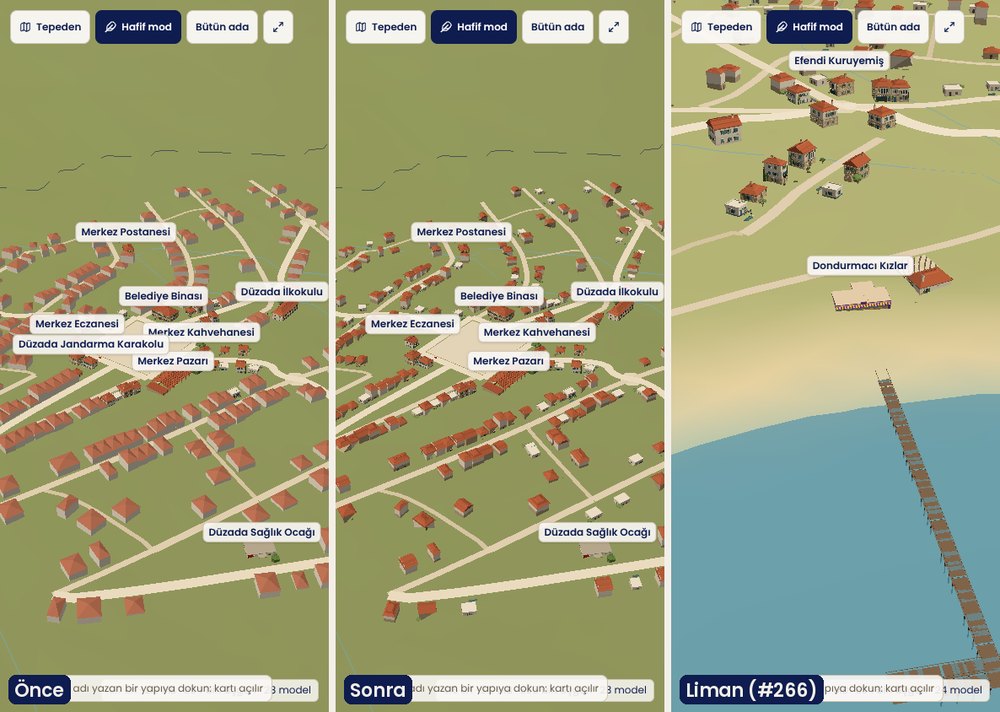 Tepeden
Hafif mod
Bütün ada
Merkez Postanesi
Belediye Binası
Düzada İlkokulu
Merkez Eczanesi
Merkez Kahvehanesi
Düzada Jandarma Karakolu
Merkez Pazarı
Düzada Sağlık Ocağı
Önce
adı yazan bir yapıya dokun: kartı açılır
3 model
Tepeden
Hafif mod
Bütün ada
Merkez Postanesi
Belediye Binası
Düzada İlkokulu
Merkez Eczanesi
Merkez Kahvehanesi
Merkez Pazarı
Düzada Sağlık Ocağı
Sonra
adı yazan bir yapıya dokun: kartı açılır
3 model
Tepeden
Hafif mod
Bütün ada
Efendi Kuruyemiş
Dondurmacı Kızlar
Liman (#266)
dokun: kartı açılır
4 model